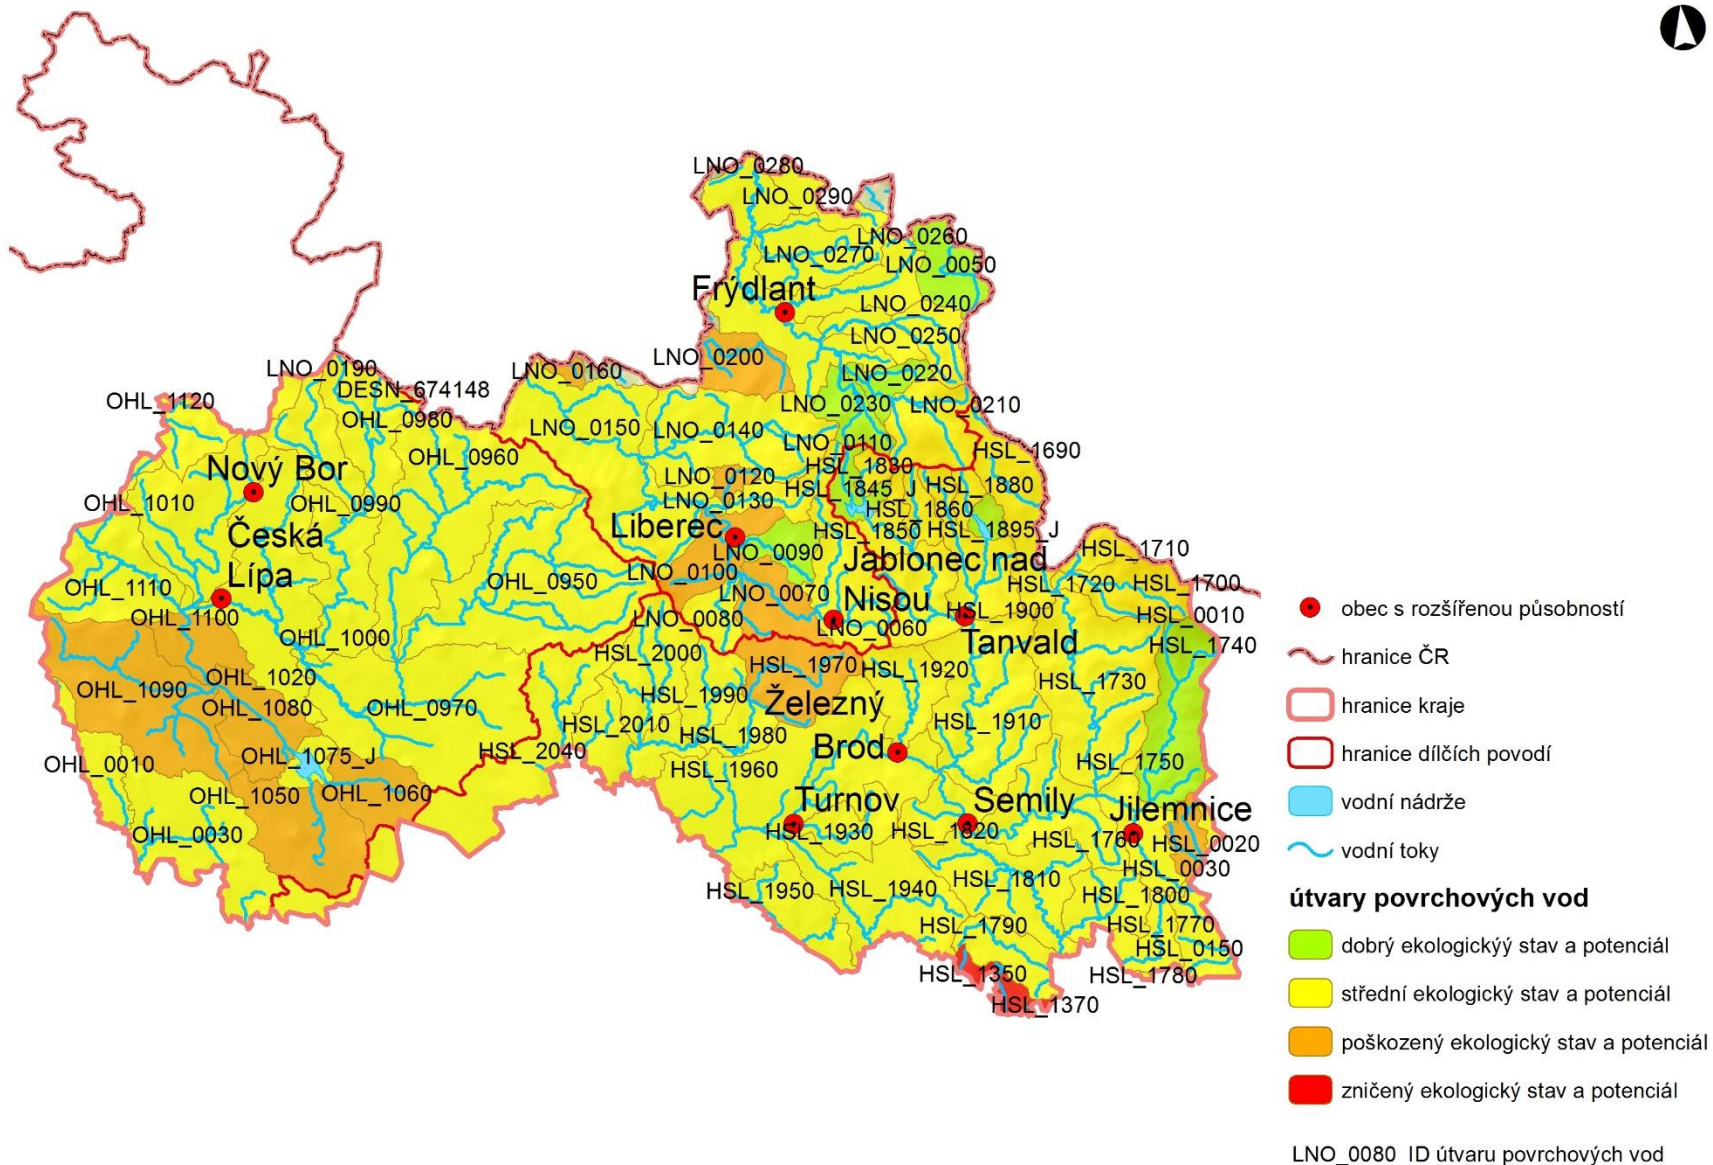 LNO_0280
LNO_0290
LNO_0260
LNO_0270
LNO_0050
Frýdlant
LNO_0240
LNO_0250
LNO_0200
LNO_0190
LNO_0160
LNO_0220
DESN_674148
OHL_1120
LNO_0230
LNO_0210
OHL_0980
LNO_0150
LNO_0140
LNO_0110
HSL_1690
OHL_0960
Nový Bor
HSL_1830
LNO_0120
HSL_1845_J
HSL_1880
OHL_1010
OHL_0990
LNO_0130
HSL_1860
Liberec
HSL_1850
HSL_1895_J
Česká
Lípa
LNO_0090
Jablonec nad
Nisou
HSL_1710
LNO_0100
OHL_1110
OHL_0950
LNO_0070
HSL_1720
HSL_1700
OHL_1100
LNO_0080
LNO_0060
HSL_1900
HSL_0010
Tanvald
OHL_1000
HSL_2000
HSL_1740
OHL_1020
HSL_1970
HSL_1920
OHL_1090
HSL_1990
HSL_1730
OHL_1080
OHL_0970
Železný
Brod
HSL_2010
HSL_1910
HSL_1980
OHL_0010
OHL_1075_J
HSL_2040
HSL_1960
HSL_1750
OHL_1050
OHL_1060
Turnov
Semily
Jilemnice
OHL_0030
HSL_1930
HSL_1820
HSL_1760
HSL_0020
HSL_0030
HSL_1950
HSL_1940
HSL_1810
HSL_1800
HSL_1790
HSL_1770
HSL_0150
HSL_1350
HSL_1780
HSL_1370
obec s rozšířenou působností
hranice ČR
hranice kraje
hranice dílčích povodí
vodní nádrže
vodní toky
útvary povrchových vod
dobrý ekologickýý stav a potenciál
střední ekologický stav a potenciál
poškozený ekologický stav a potenciál
zničený ekologický stav a potenciál
LNO_0080 ID útvaru povrchových vod